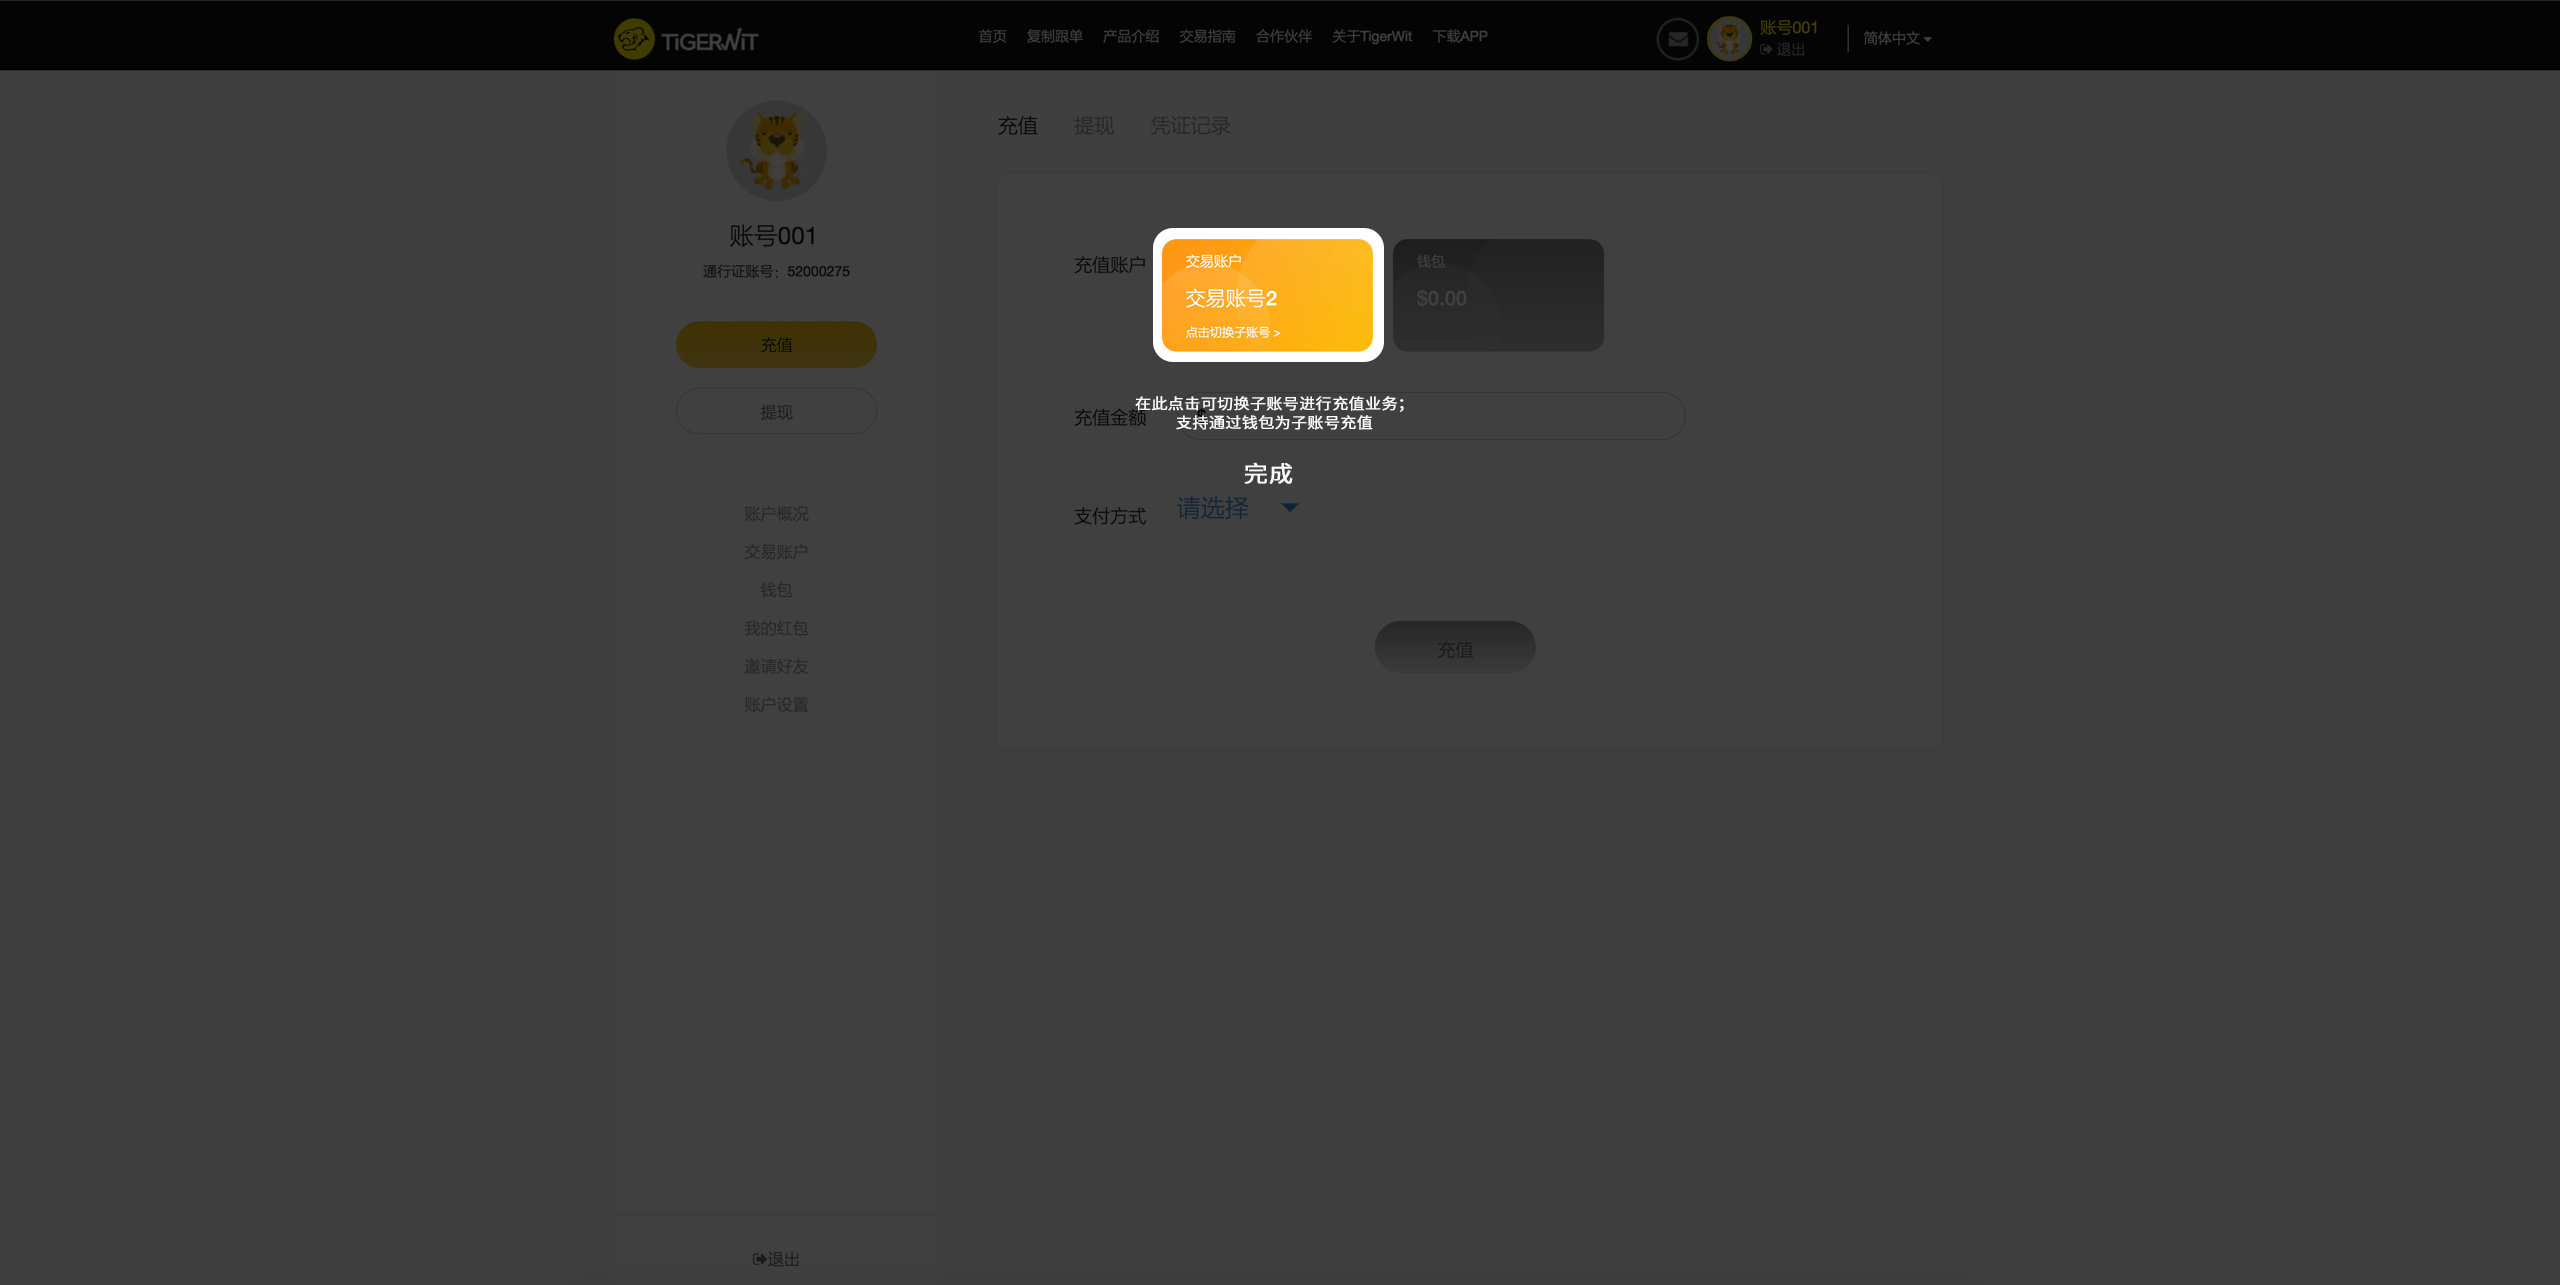 TiGERWiT
首页 复制跟单 产品介绍 交易指南 合作伙伴 关于TigerWit 下载APP
账号001
退出
简体中文
账号001
通行证账号：52000275
充值
提现
账户概况
交易账户
钱包
我的红包
邀请好友
账户设置
退出
充值 提现 凭证记录
充值账户
交易账户
交易账号2
点击切换子账号 >
钱包
$0.00
充值金额
在此点击可切换子账号进行充值业务；
支持通过钱包为子账号充值
完成
支付方式
请选择
充值